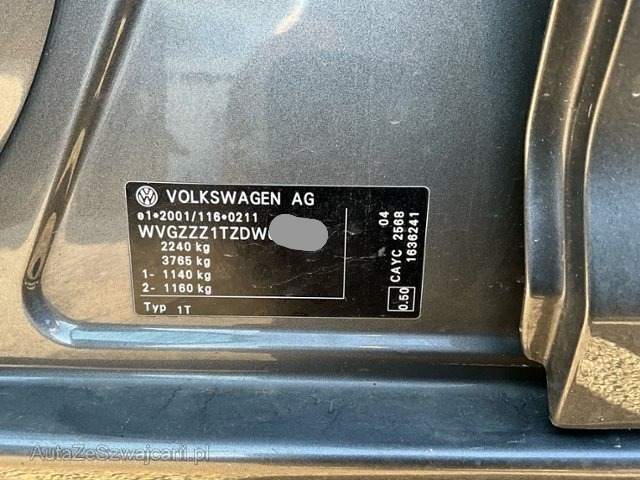 VOLKSWAGEN AG
e1*2001/116*0211
WVGZZZ1TZDW
2240 kg
3765 kg
1- 1140 kg
2- 1160 kg
Typ 1T
04
CAYC 2568
1636241
0.50
AutaZeSzwajcarii.pl